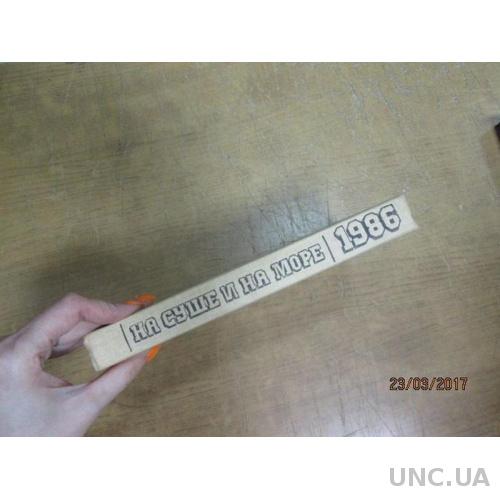 НА СУШЕ И НА МОРЕ | 1986
23/03/2017
UNC.UA